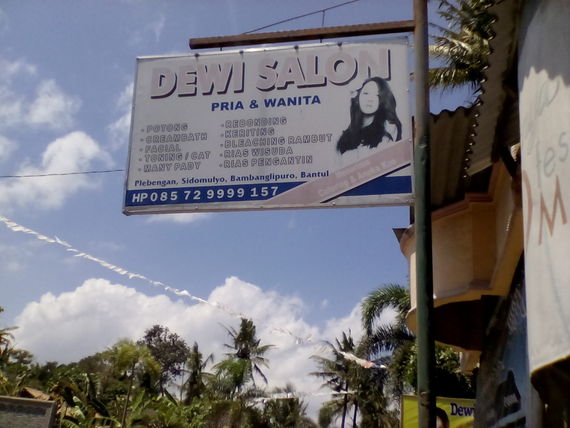 DEWI SALON
PRIA & WANITA
• POTONG
• CREAMBATH
• FACIAL
• TONING / CAT
• MANY PADY
• REBONDING
• KERITING
• BLEACHING RAMBUT
• RIAS WISUDA
• RIAS PENGANTIN
Plebengan, Sidomulyo, Bambanglipuro, Bantul
HP 085 72 9999 157
Dewi